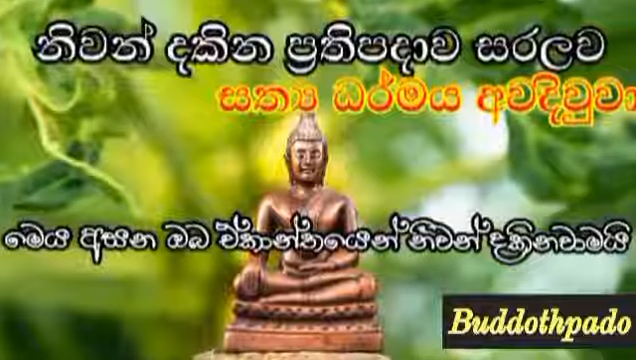 නිවන් දකින ප්‍රතිපදාව සරලව
සත්‍ය ධර්මය අවදිවුවා
මෙය අසන ඔබ ඒකාන්තයෙන් නිවන් දකිනවාමයි
Buddothpado